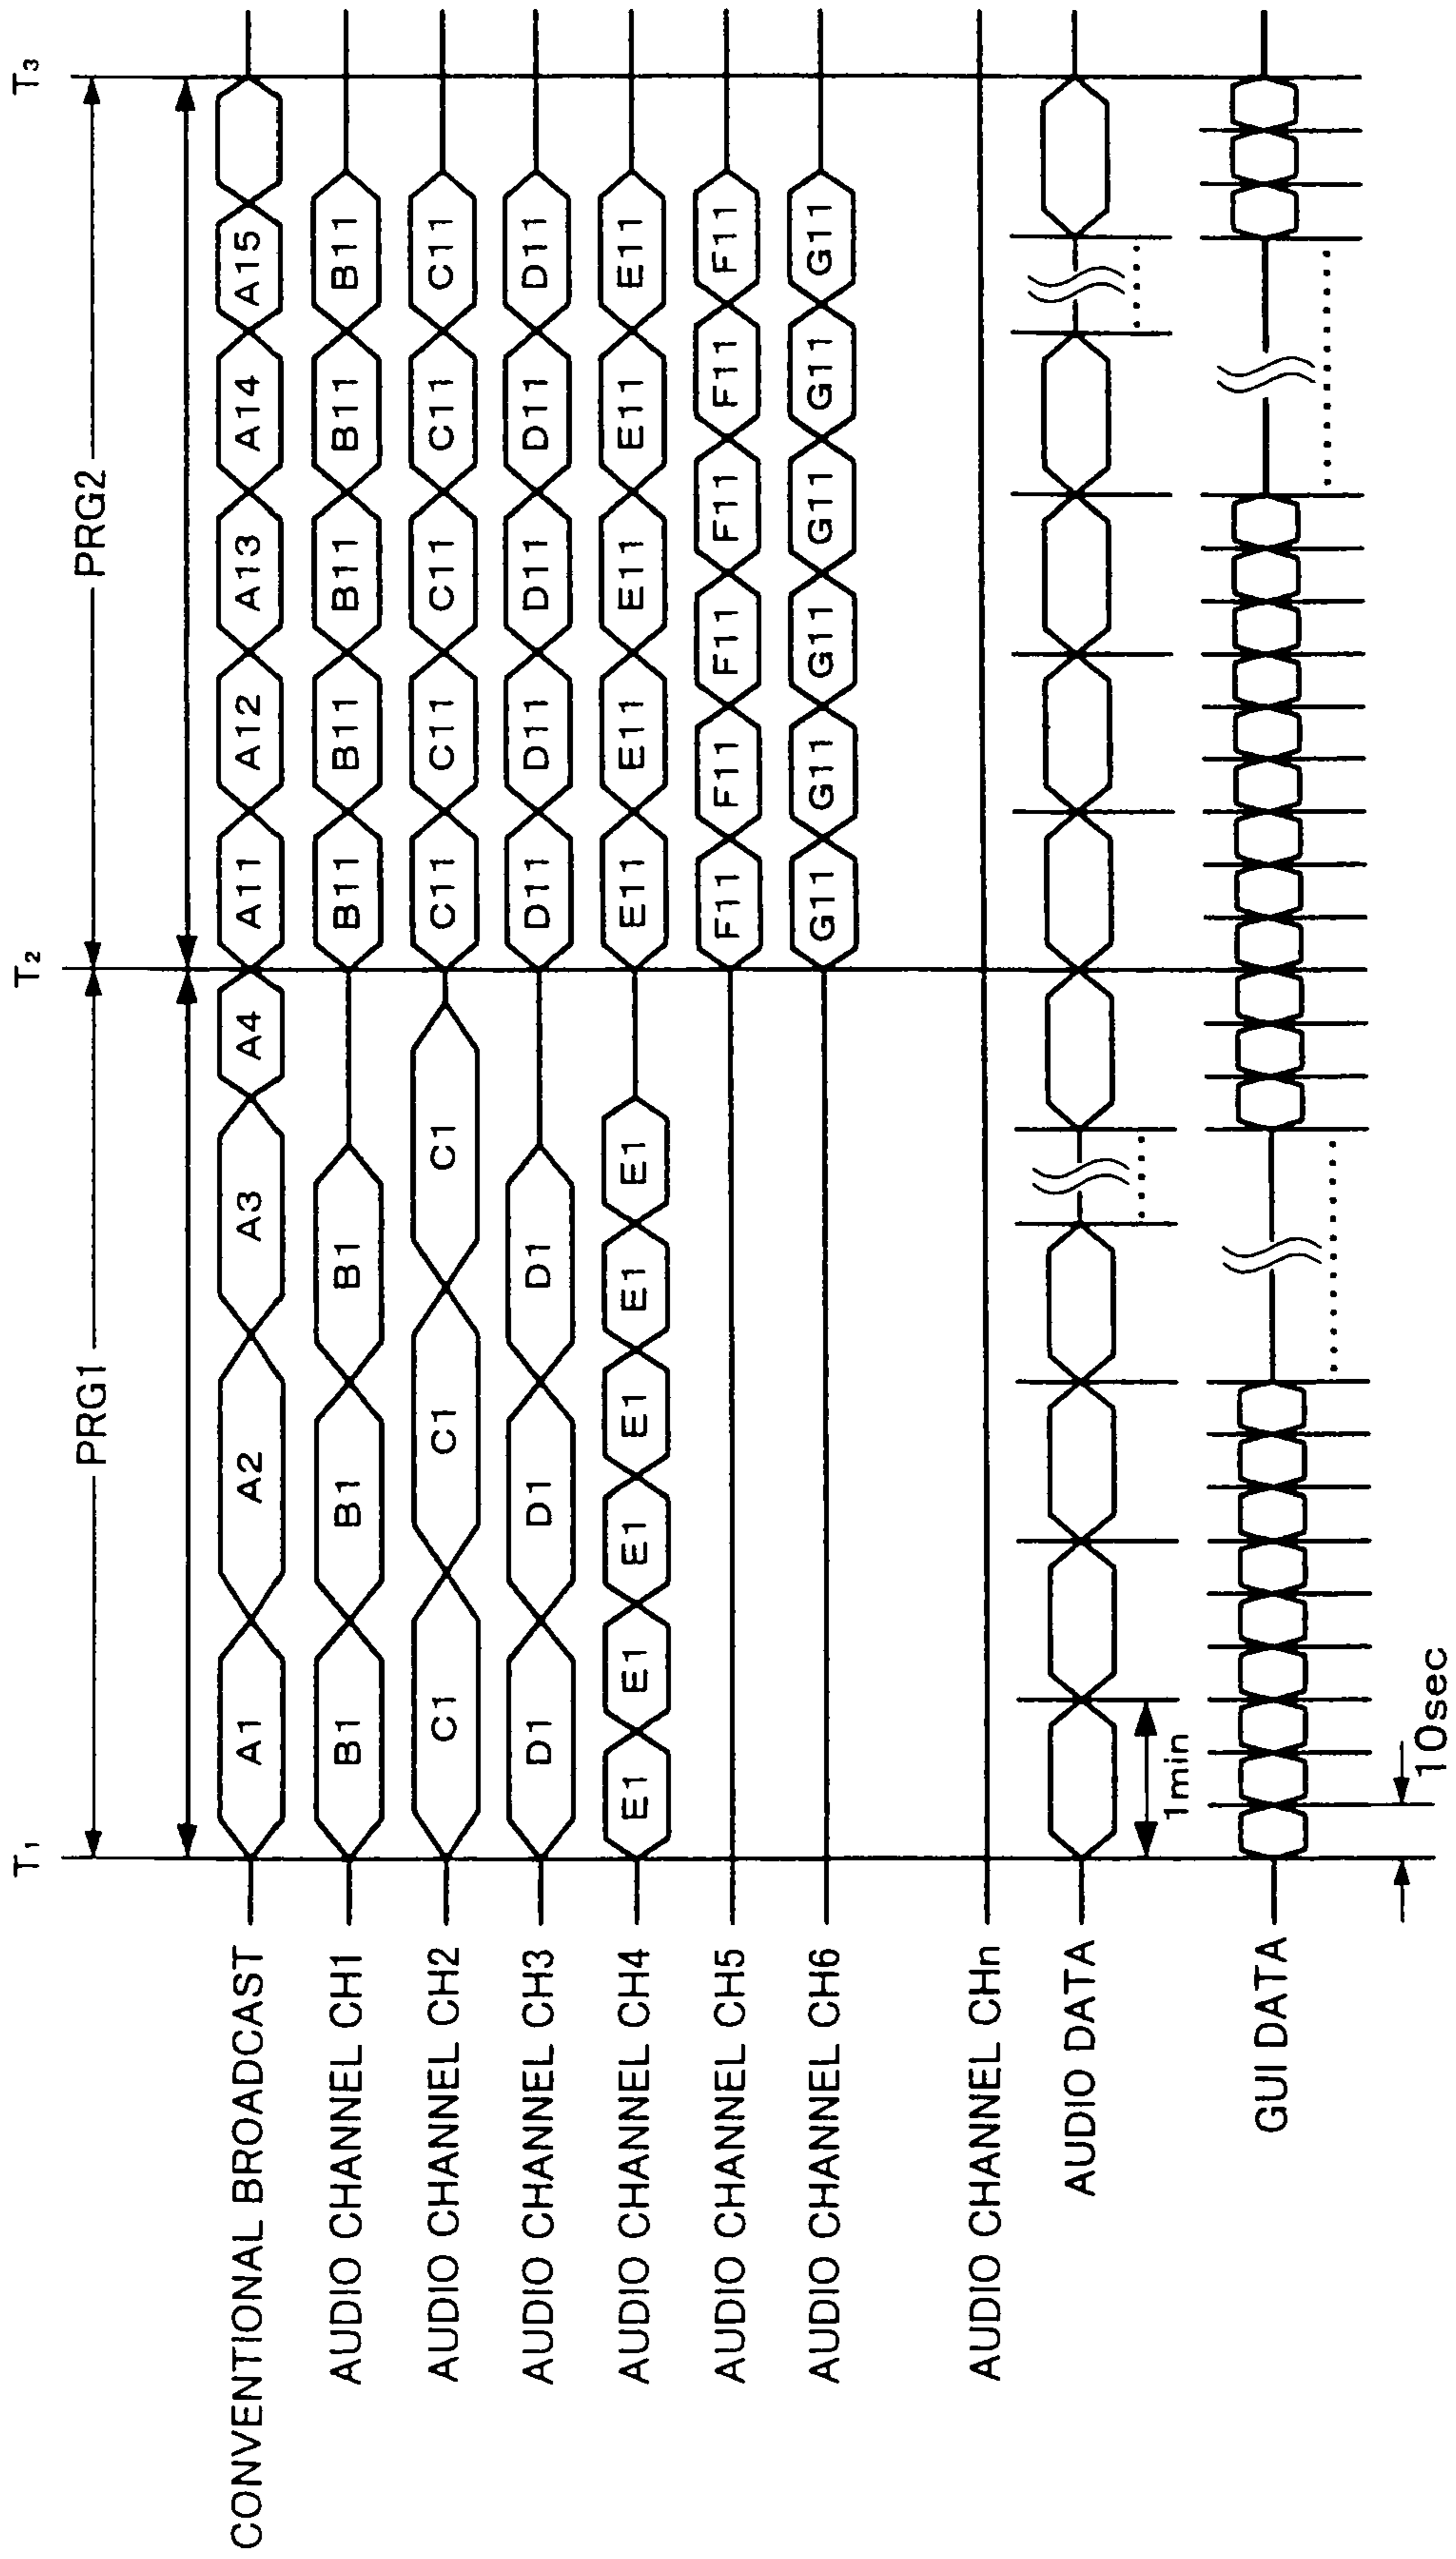 T1 T2 T3
PRG1 PRG2
CONVENTIONAL BROADCAST A1 A2 A3 A4 A11 A12 A13 A14 A15
AUDIO CHANNEL CH1 B1 B1 B1 B11 B11 B11 B11 B11
AUDIO CHANNEL CH2 C1 C1 C1 C11 C11 C11 C11 C11
AUDIO CHANNEL CH3 D1 D1 D1 D11 D11 D11 D11 D11
AUDIO CHANNEL CH4 E1 E1 E1 E1 E1 E1 E11 E11 E11 E11 E11
AUDIO CHANNEL CH5 F11 F11 F11 F11 F11 F11
AUDIO CHANNEL CH6 G11 G11 G11 G11 G11 G11
AUDIO CHANNEL CHn
AUDIO DATA
1min
GUI DATA
10sec